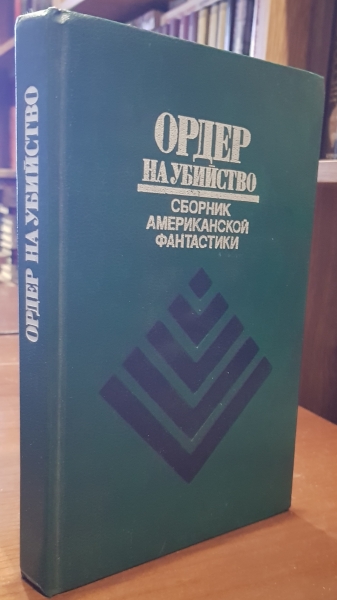 ОРДЕР НА УБИЙСТВО
ОРДЕР
НА УБИЙСТВО
СБОРНИК
АМЕРИКАНСКОЙ
ФАНТАСТИКИ